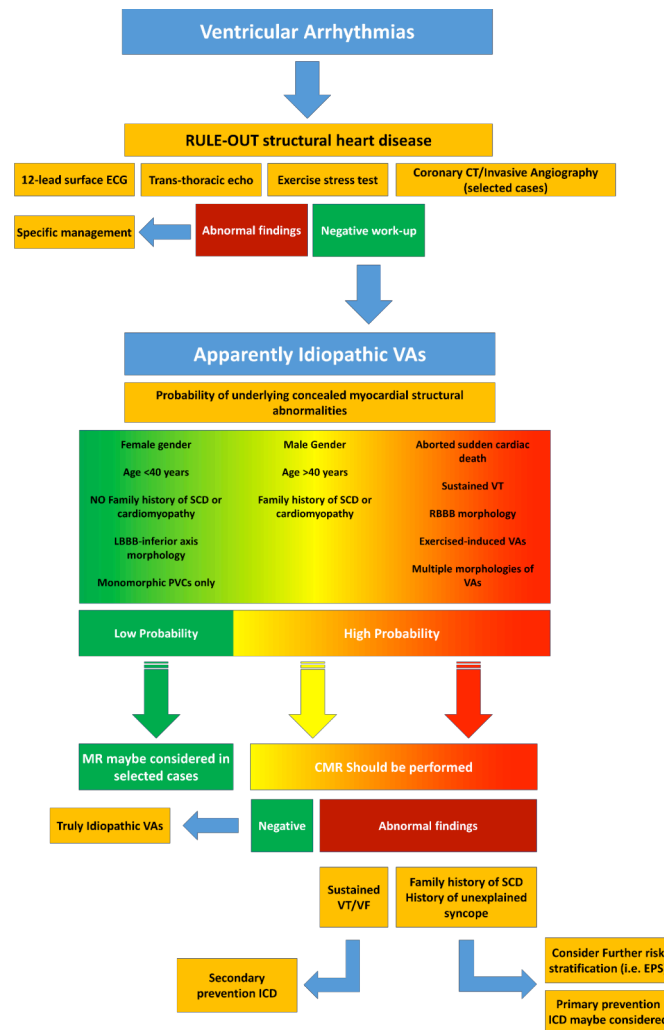 Ventricular Arrhythmias
RULE-OUT structural heart disease
12-lead surface ECG
Trans-thoracic echo
Exercise stress test
Coronary CT/Invasive Angiography
(selected cases)
Specific management
Abnormal findings
Negative work-up
Apparently Idiopathic VAs
Probability of underlying concealed myocardial structural
abnormalities
Female gender
Age <40 years
NO Family history of SCD or
cardiomyopathy
LBBB-inferior axis
morphology
Monomorphic PVCs only
Male Gender
Age >40 years
Family history of SCD or
cardiomyopathy
Aborted sudden cardiac
death
Sustained VT
RBBB morphology
Exercised-induced VAs
Multiple morphologies of
VAs
Low Probability
High Probability
MR maybe considered in
selected cases
CMR Should be performed
Truly Idiopathic VAs
Negative
Abnormal findings
Sustained
VT/VF
Family history of SCD
History of unexplained
syncope
Secondary
prevention ICD
Consider Further risk
stratification (i.e. EPS
Primary prevention
ICD maybe considered